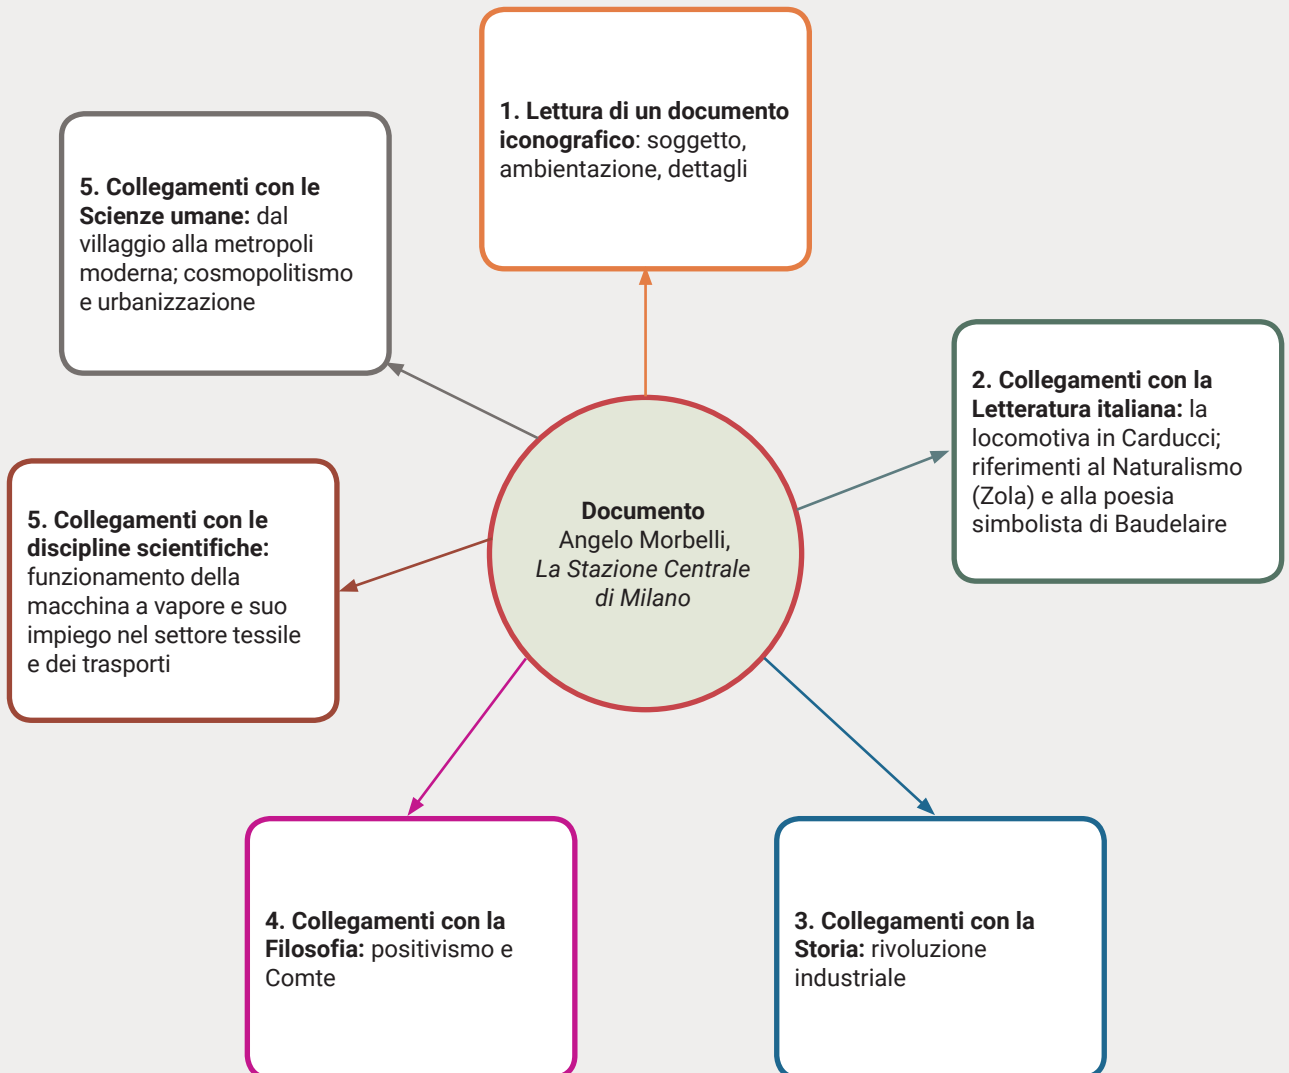 1. Lettura di un documento
iconografico: soggetto,
ambientazione, dettagli
5. Collegamenti con le
Scienze umane: dal
villaggio alla metropoli
moderna; cosmopolitismo
e urbanizzazione
2. Collegamenti con la
Letteratura italiana: la
locomotiva in Carducci;
riferimenti al Naturalismo
(Zola) e alla poesia
simbolista di Baudelaire
Documento
Angelo Morbelli,
La Stazione Centrale
di Milano
5. Collegamenti con le
discipline scientifiche:
funzionamento della
macchina a vapore e suo
impiego nel settore tessile
e dei trasporti
4. Collegamenti con la
Filosofia: positivismo e
Comte
3. Collegamenti con la
Storia: rivoluzione
industriale